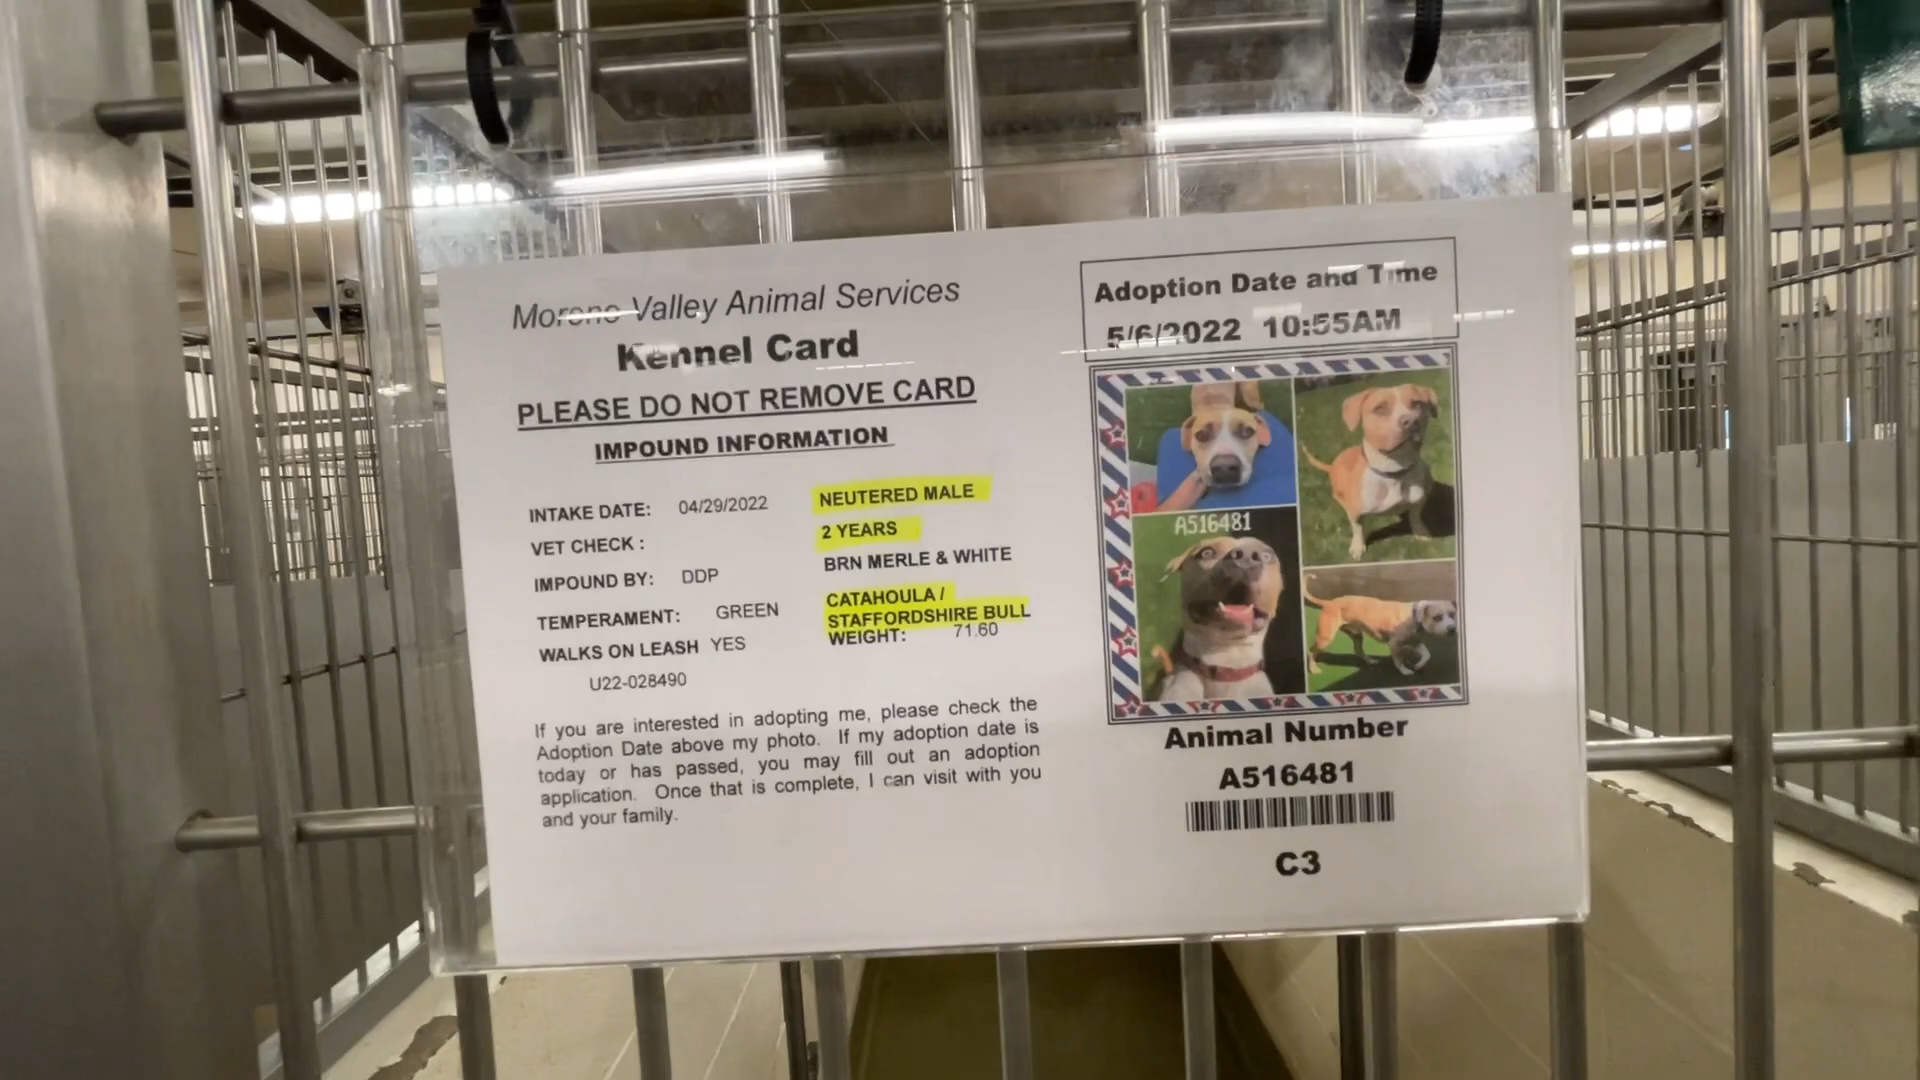 Moreno Valley Animal Services
Kennel Card
PLEASE DO NOT REMOVE CARD
IMPOUND INFORMATION
INTAKE DATE: 04/29/2022
VET CHECK :
IMPOUND BY: DDP
TEMPERAMENT: GREEN
WALKS ON LEASH YES
U22-028490
NEUTERED MALE
2 YEARS
BRN MERLE & WHITE
CATAHOULA /
STAFFORDSHIRE BULL
WEIGHT: 71.60
If you are interested in adopting me, please check the
Adoption Date above my photo. If my adoption date is
today or has passed, you may fill out an adoption
application. Once that is complete, I can visit with you
and your family.
Adoption Date and Time
5/6/2022 10:55AM
A516481
Animal Number
A516481
C3